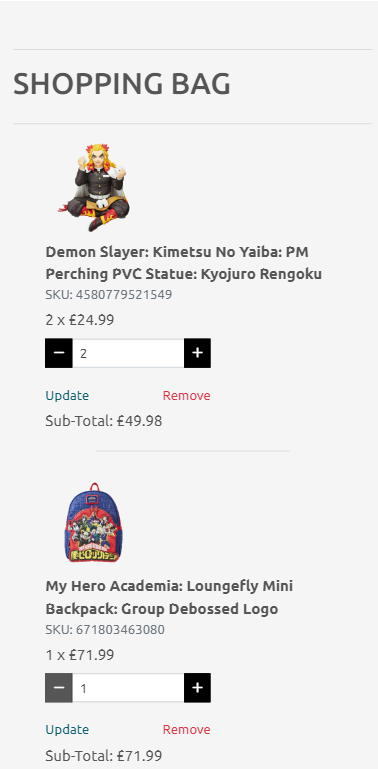 SHOPPING BAG
Demon Slayer: Kimetsu No Yaiba: PM
Perching PVC Statue: Kyojuro Rengoku
SKU: 4580779521549
2 x £24.99
− 2 +
Update Remove
Sub-Total: £49.98
My Hero Academia: Loungefly Mini
Backpack: Group Debossed Logo
SKU: 671803463080
1 x £71.99
− 1 +
Update Remove
Sub-Total: £71.99